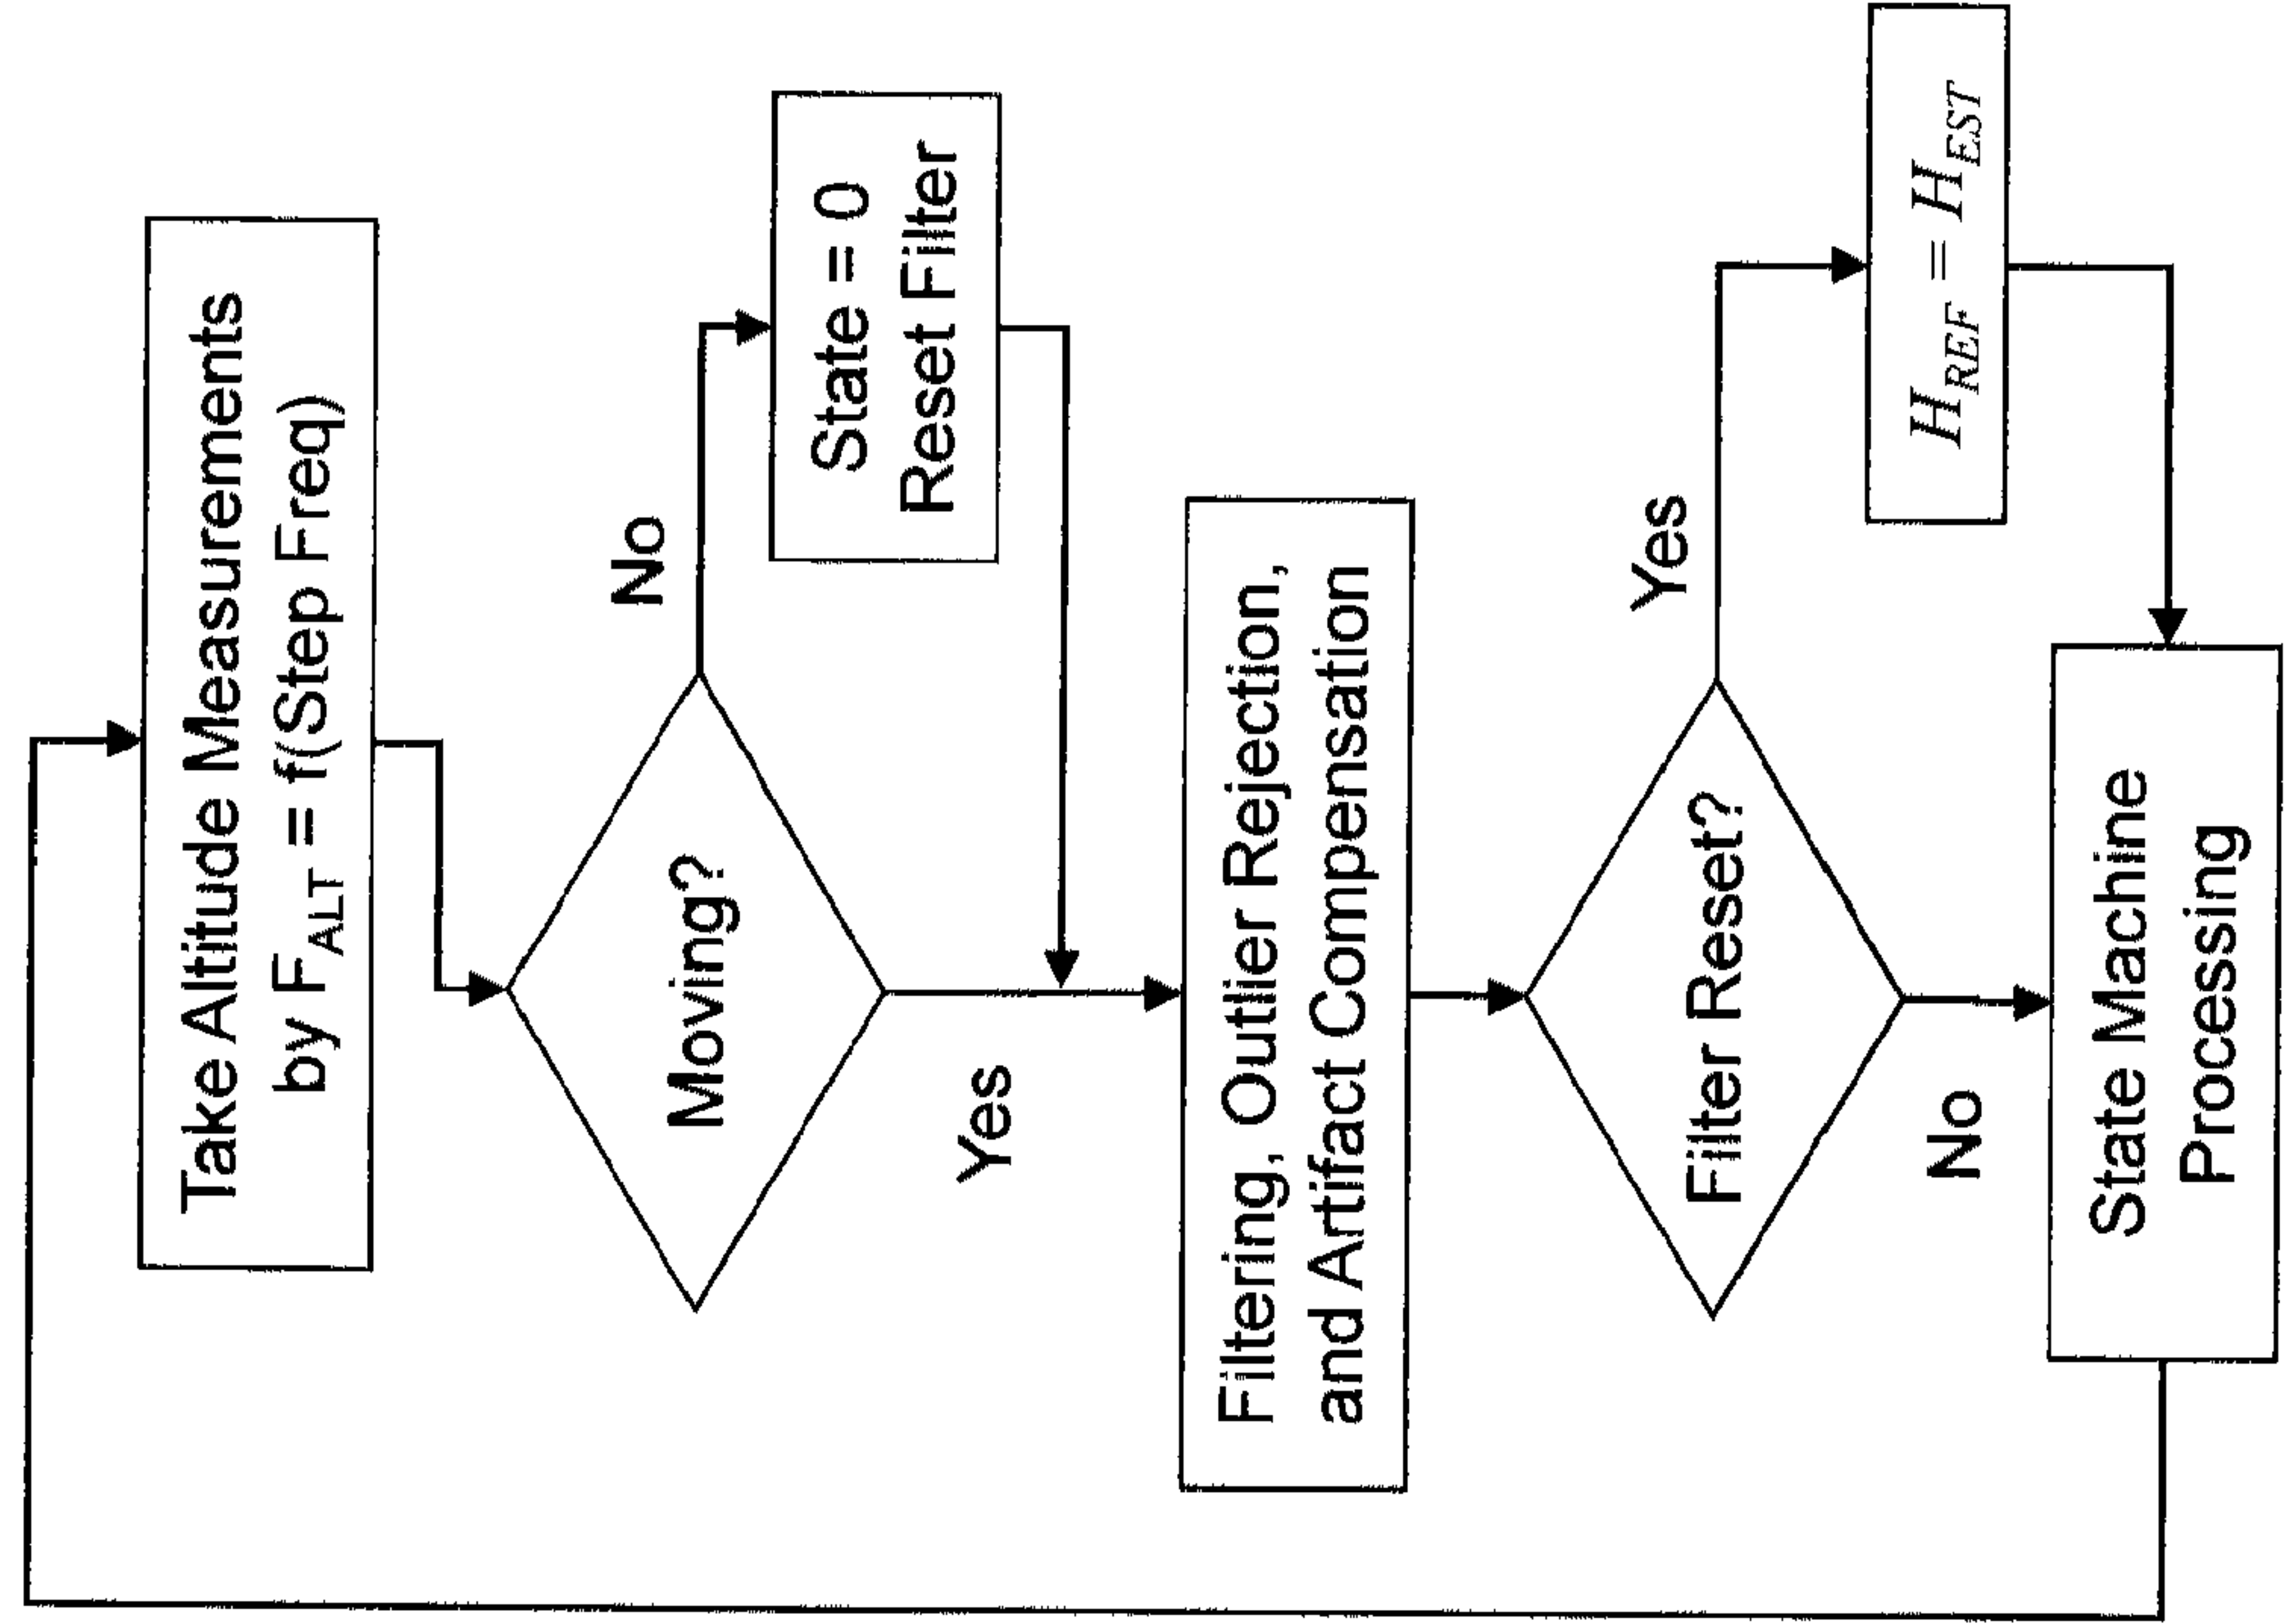 Take Altitude Measurements
by F_ALT = f(Step Freq)
Moving?
No
State = 0
Reset Filter
Yes
Filtering, Outlier Rejection,
and Artifact Compensation
Filter Reset?
Yes
H_REF = H_EST
No
State Machine
Processing